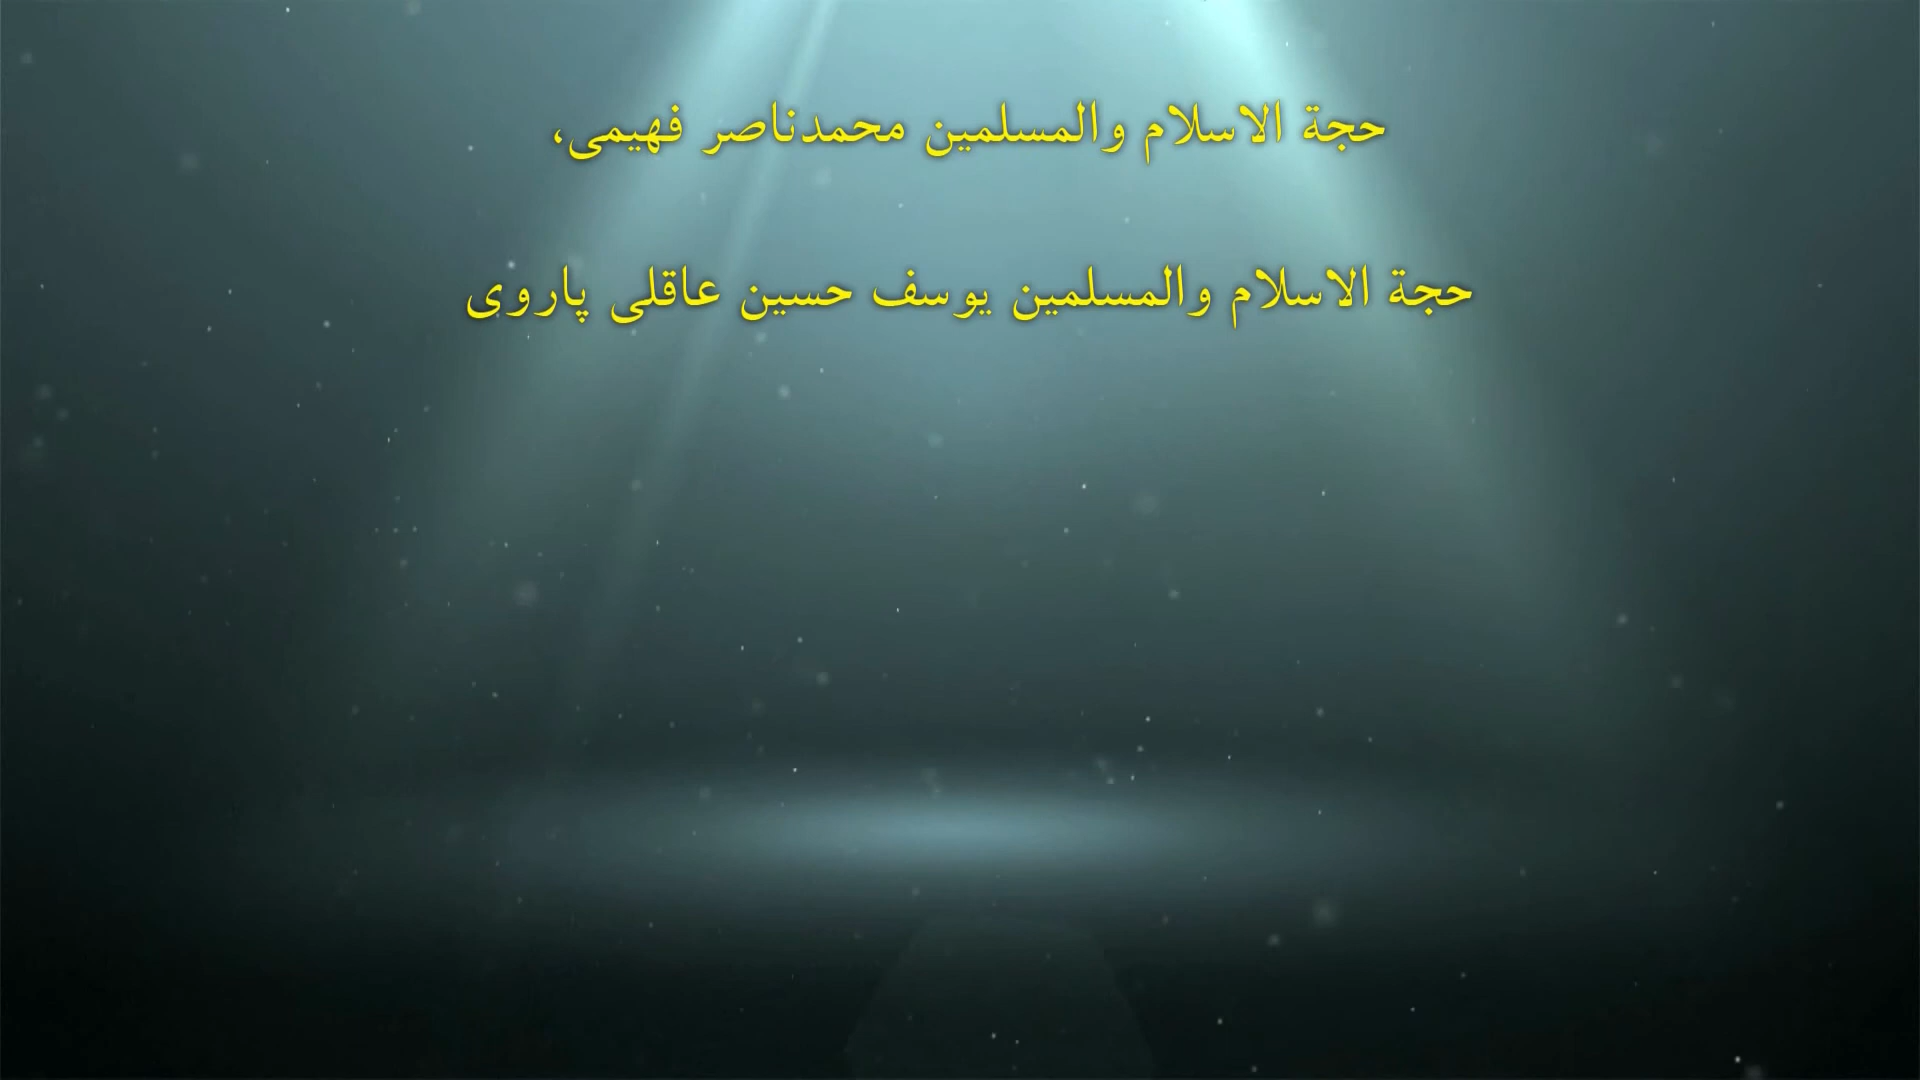 حجة الاسلام والمسلمین محمدناصر فهیمی،
حجة الاسلام والمسلمین یوسف حسین عاقلی پاروی